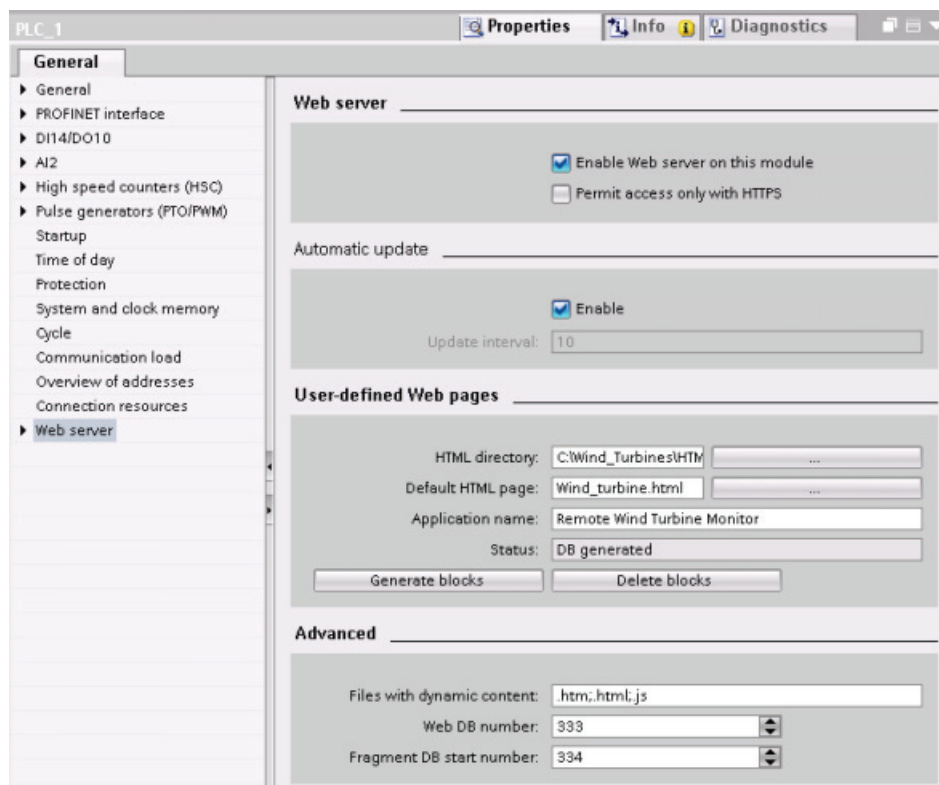 PLC_1
Properties
Info
Diagnostics
General
General
PROFINET interface
DI14/DO10
AI2
High speed counters (HSC)
Pulse generators (PTO/PWM)
Startup
Time of day
Protection
System and clock memory
Cycle
Communication load
Overview of addresses
Connection resources
Web server
Web server
Enable Web server on this module
Permit access only with HTTPS
Automatic update
Enable
Update interval: 10
User-defined Web pages
HTML directory: C:\Wind_Turbines\HTM ...
Default HTML page: Wind_turbine.html ...
Application name: Remote Wind Turbine Monitor
Status: DB generated
Generate blocks Delete blocks
Advanced
Files with dynamic content: .htm;.html;.js
Web DB number: 333
Fragment DB start number: 334